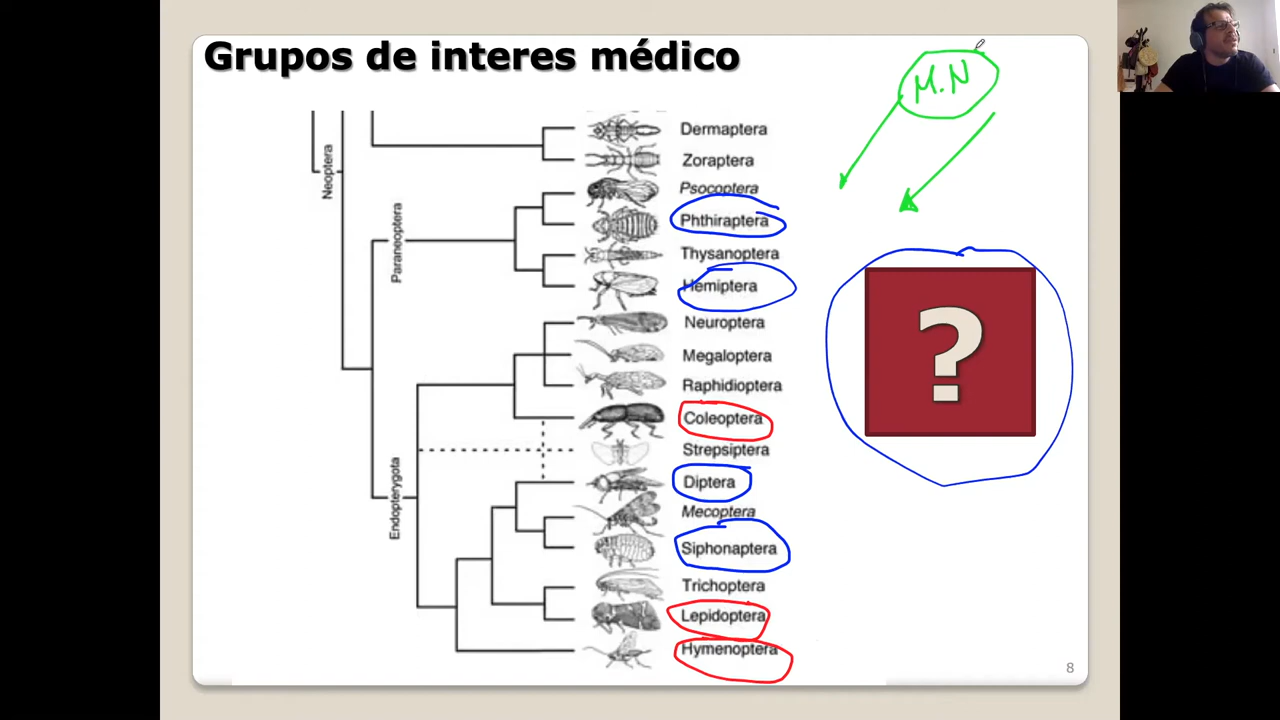 Grupos de interes médico
M.N
Neoptera
Paraneoptera
Endopterygota
Dermaptera
Zoraptera
Psocoptera
Phthiraptera
Thysanoptera
Hemiptera
Neuroptera
Megaloptera
Raphidioptera
Coleoptera
Strepsiptera
Diptera
Mecoptera
Siphonaptera
Trichoptera
Lepidoptera
Hymenoptera
?
8